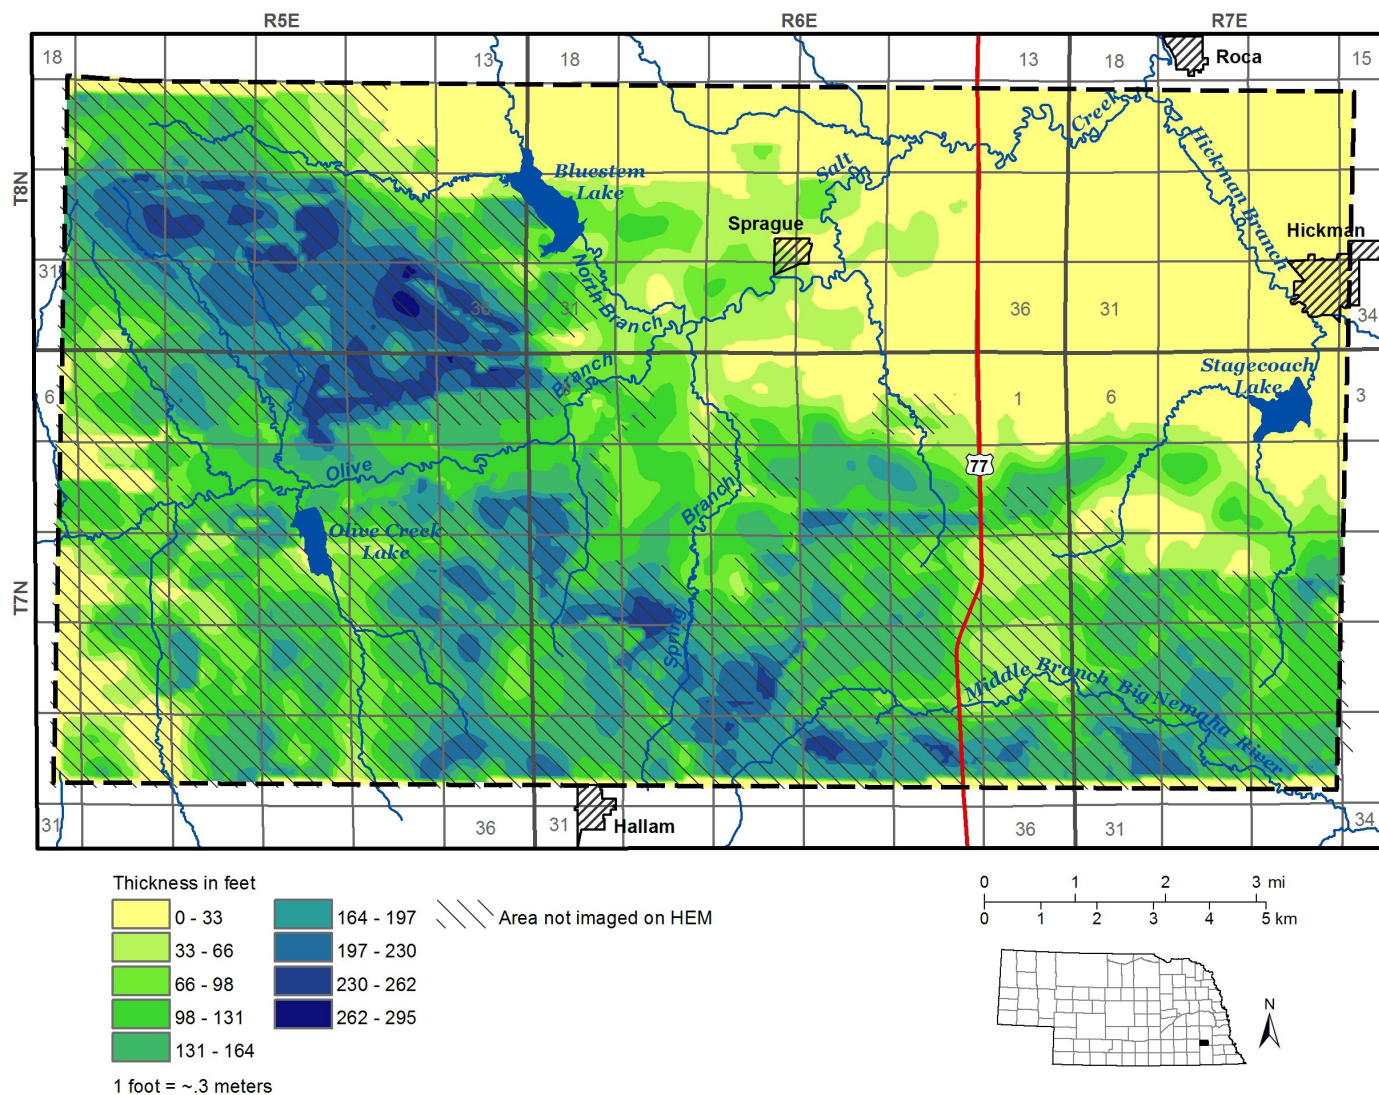 R5E
R6E
R7E
18
13
18
13
18
15
Roca
Creek
Hickman Branch
Bluestem
Lake
Salt
T8N
Sprague
Hickman
31
North Branch
36
31
36
31
34
Branch
Stagecoach
Lake
6
1
6
1
6
3
Olive
77
Branch
Olive Creek
Lake
T7N
Spring
Middle Branch Big Nemaha River
31
36
31
Hallam
36
31
34
Thickness in feet
0 - 33
164 - 197
Area not imaged on HEM
33 - 66
197 - 230
66 - 98
230 - 262
98 - 131
262 - 295
131 - 164
1 foot = ~.3 meters
0 1 2 3 mi
0 1 2 3 4 5 km
N